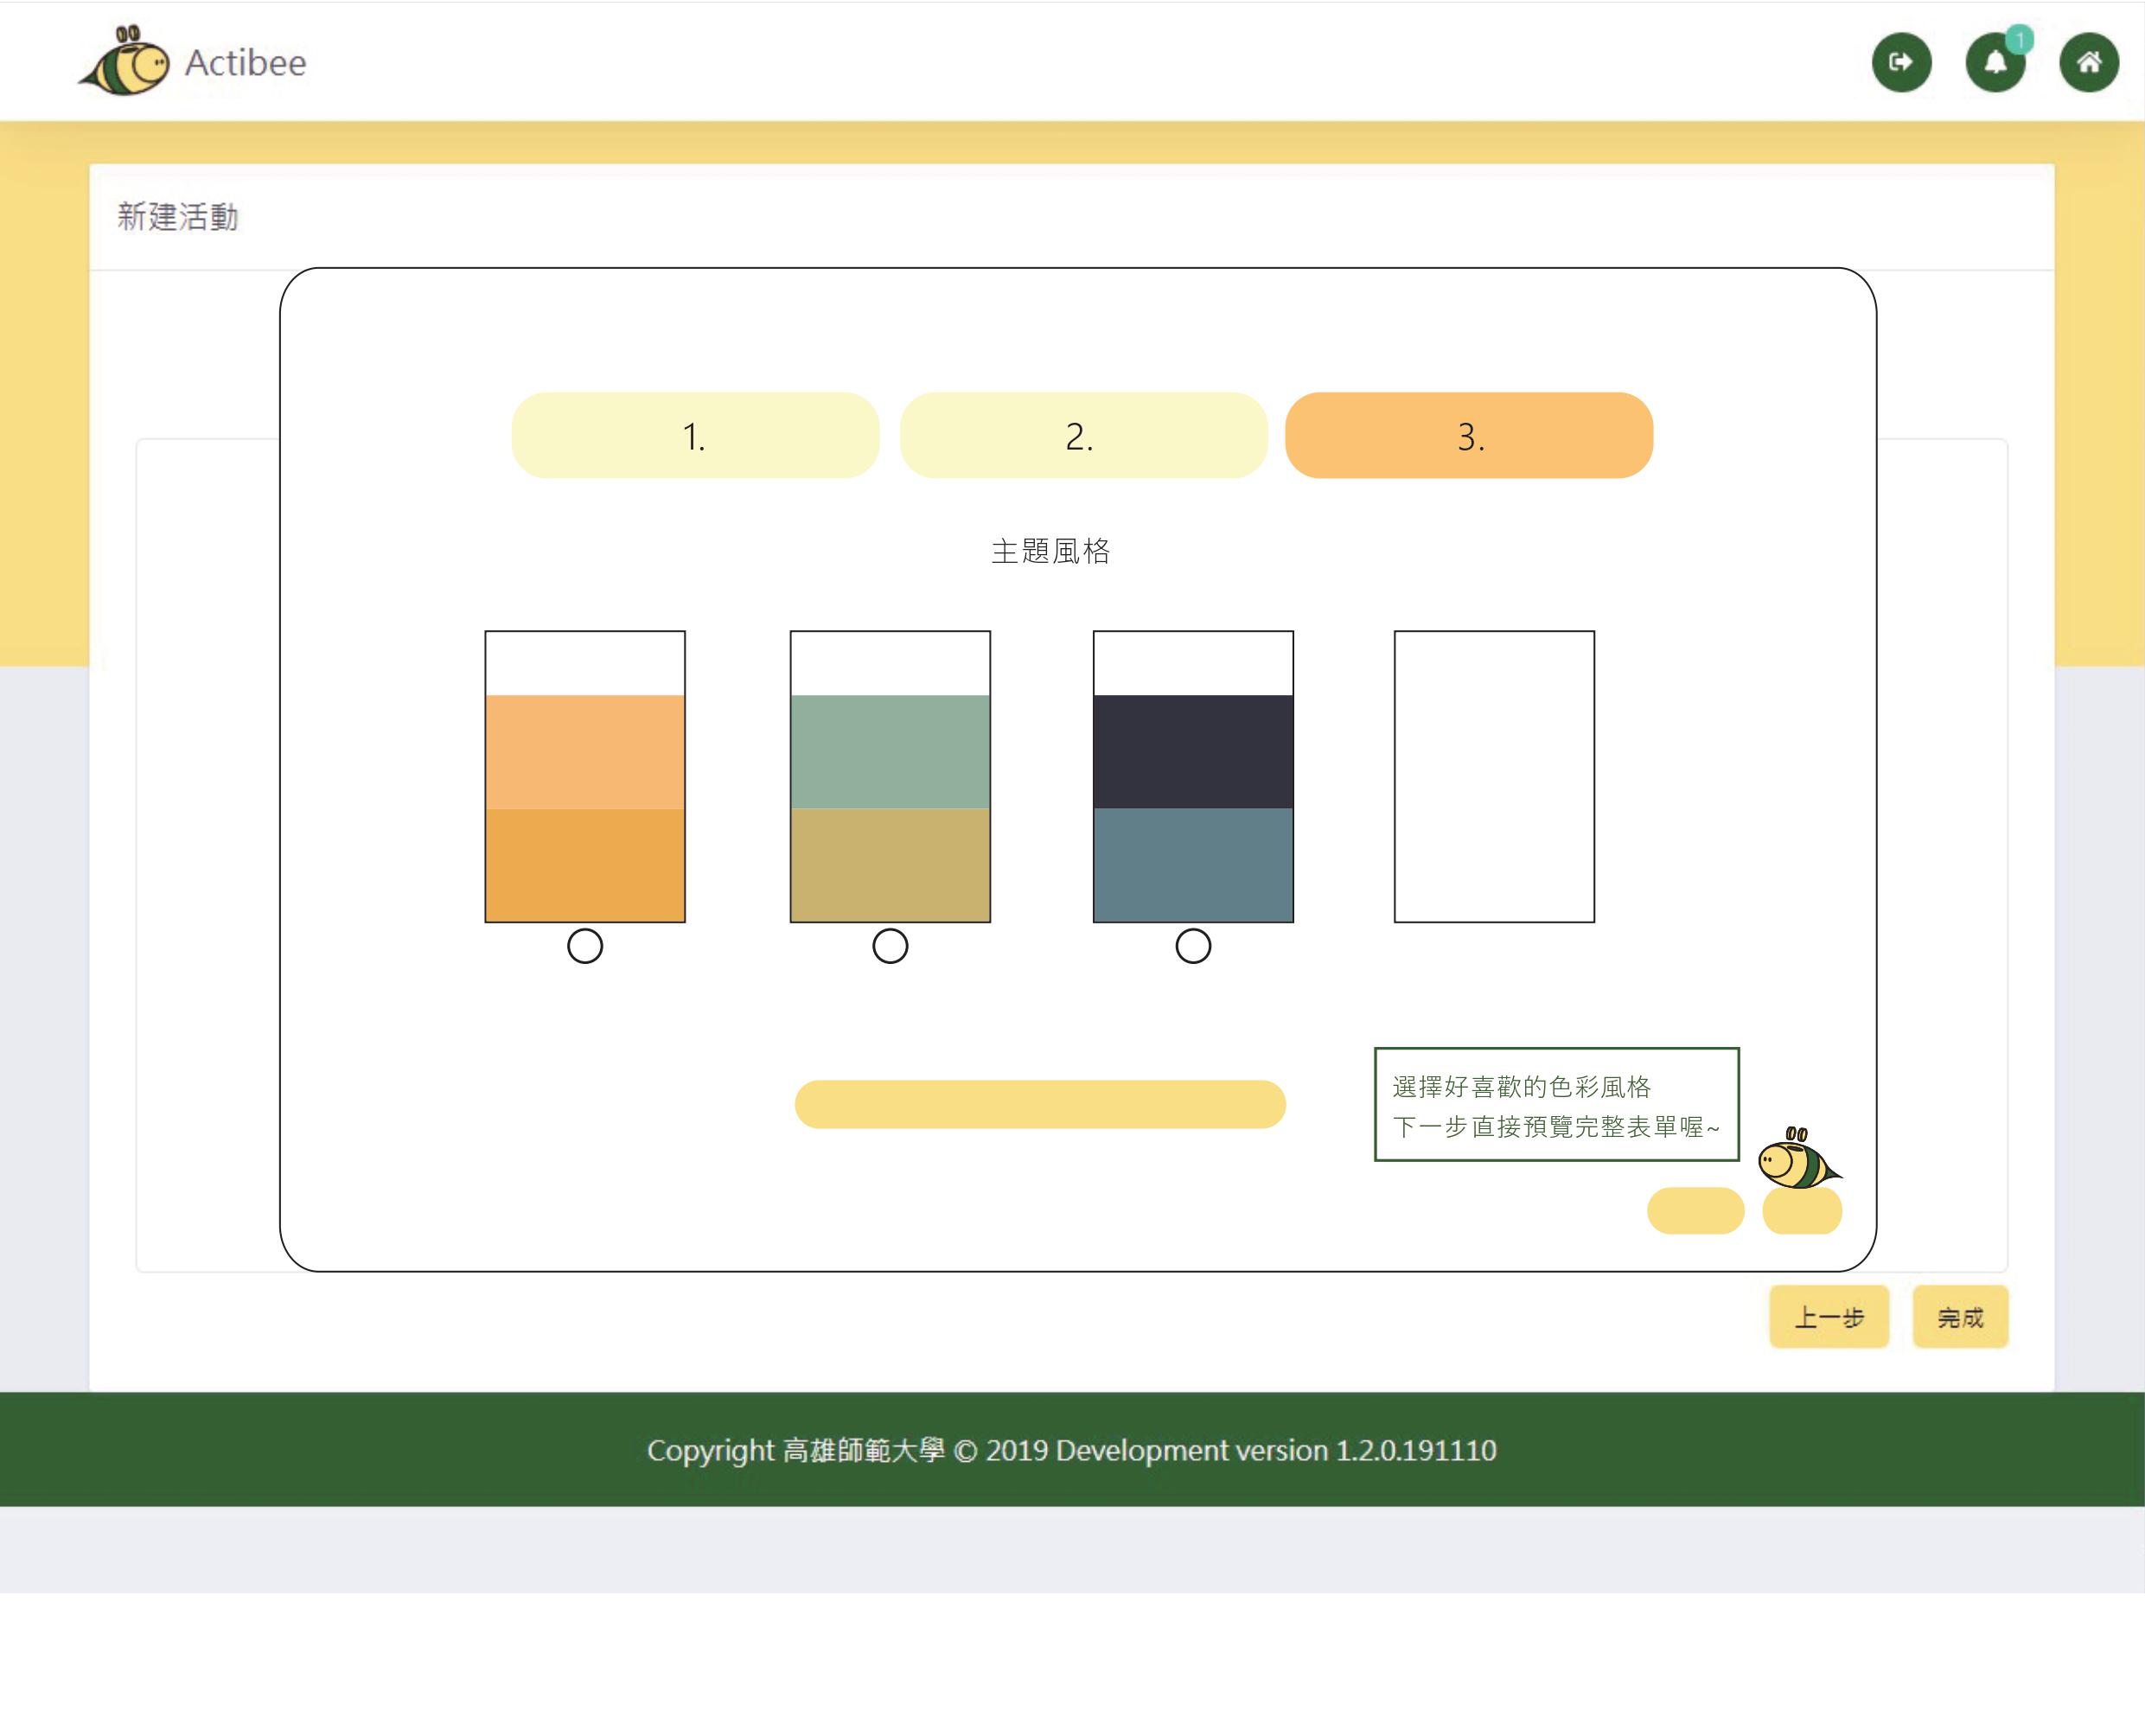 Actibee
1
新建活動
1.
2.
3.
主題風格
選擇好喜歡的色彩風格
下一步直接預覽完整表單喔~
上一步
完成
Copyright 高雄師範大學 © 2019 Development version 1.2.0.191110